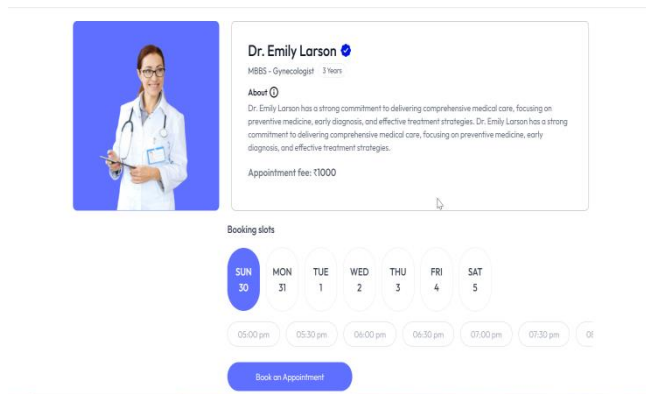 Dr. Emily Larson
MBBS - Gynecologist 3 Years
About
Dr. Emily Larson has a strong commitment to delivering comprehensive medical care, focusing on
preventive medicine, early diagnosis, and effective treatment strategies. Dr. Emily Larson has a strong
commitment to delivering comprehensive medical care, focusing on preventive medicine, early
diagnosis, and effective treatment strategies.
Appointment fee: ₹1000
Booking slots
SUN MON TUE WED THU FRI SAT
30 31 1 2 3 4 5
05:00 pm 05:30 pm 06:00 pm 06:30 pm 07:00 pm 07:30 pm
Book an Appointment